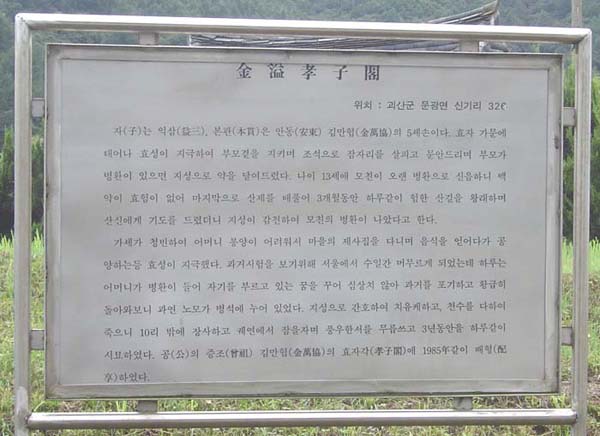 金溢孝子閣
위치 : 괴산군 문광면 신기리 326
자(子)는 익삼(益三), 본관(本貫)은 안동(安東) 김만협(金萬協)의 5세손이다. 효자 가문에
태어나 효성이 지극하여 부모곁을 지키며 조석으로 잠자리를 살피고 문안드리며 부모가
병환이 있으면 지성으로 약을 달여드렸다. 나이 13세에 모친이 오랜 병환으로 신음하니 백
약이 효험이 없어 마지막으로 산제를 배풀어 3개월동안 하루같이 험한 산길을 왕래하며
산신에게 기도를 드렸더니 지성이 감천하여 모친의 병환이 나았다고 한다.
가세가 청빈하여 어머니 봉양이 어려워서 마을의 제사집을 다니며 음식을 얻어다가 공
양하는등 효성이 지극했다. 과거시험을 보기위해 서울에서 수일간 머무르게 되었는데 하루는
어머니가 병환이 들어 자기를 부르고 있는 꿈을 꾸어 심상치 않아 과거를 포기하고 황급히
돌아와보니 과연 노모가 병석에 누어 있었다. 지성으로 간호하여 치유케하고, 천수를 다하여
죽으니 10리 밖에 장사하고 궤연에서 잠을자며 풍우한서를 무릅쓰고 3년동안을 하루같이
시묘하였다. 공(公)의 증조(曾祖) 김만협(金萬協)의 효자각(孝子閣)에 1985년같이 배향(配
享)하였다.